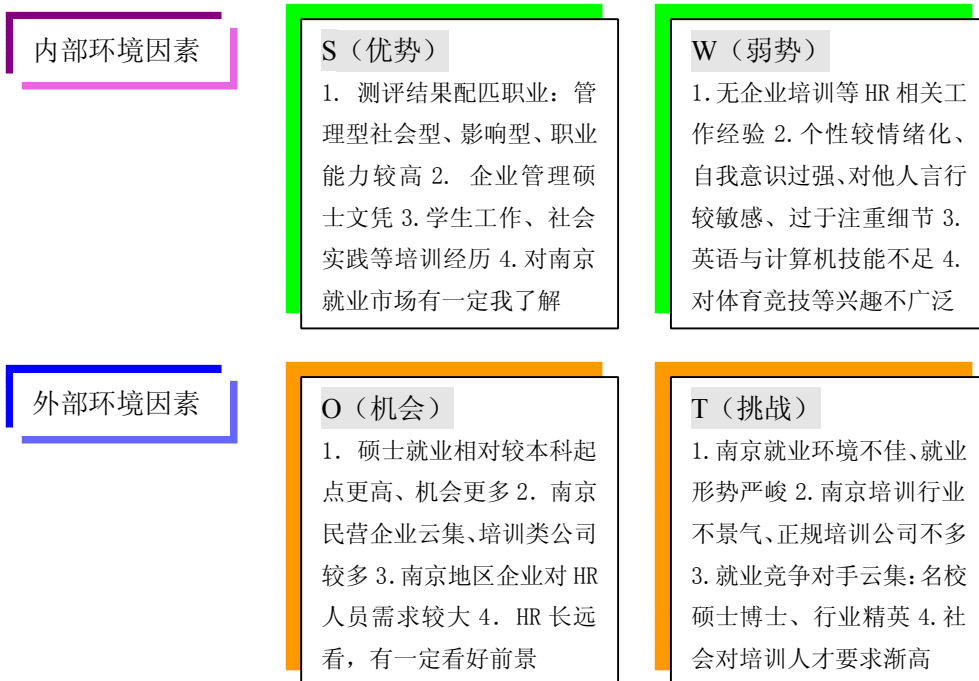 内部环境因素
S（优势）
1. 测评结果配匹职业：管
理型社会型、影响型、职业
能力较高 2. 企业管理硕
士文凭 3.学生工作、社会
实践等培训经历 4.对南京
就业市场有一定我了解
W（弱势）
1.无企业培训等 HR 相关工
作经验 2.个性较情绪化、
自我意识过强、对他人言行
较敏感、过于注重细节 3.
英语与计算机技能不足 4.
对体育竞技等兴趣不广泛
外部环境因素
O（机会）
1. 硕士就业相对较本科起
点更高、机会更多 2. 南京
民营企业云集、培训类公司
较多 3.南京地区企业对 HR
人员需求较大 4. HR 长远
看，有一定看好前景
T（挑战）
1.南京就业环境不佳、就业
形势严峻 2.南京培训行业
不景气、正规培训公司不多
3.就业竞争对手云集：名校
硕士博士、行业精英 4.社
会对培训人才要求渐高